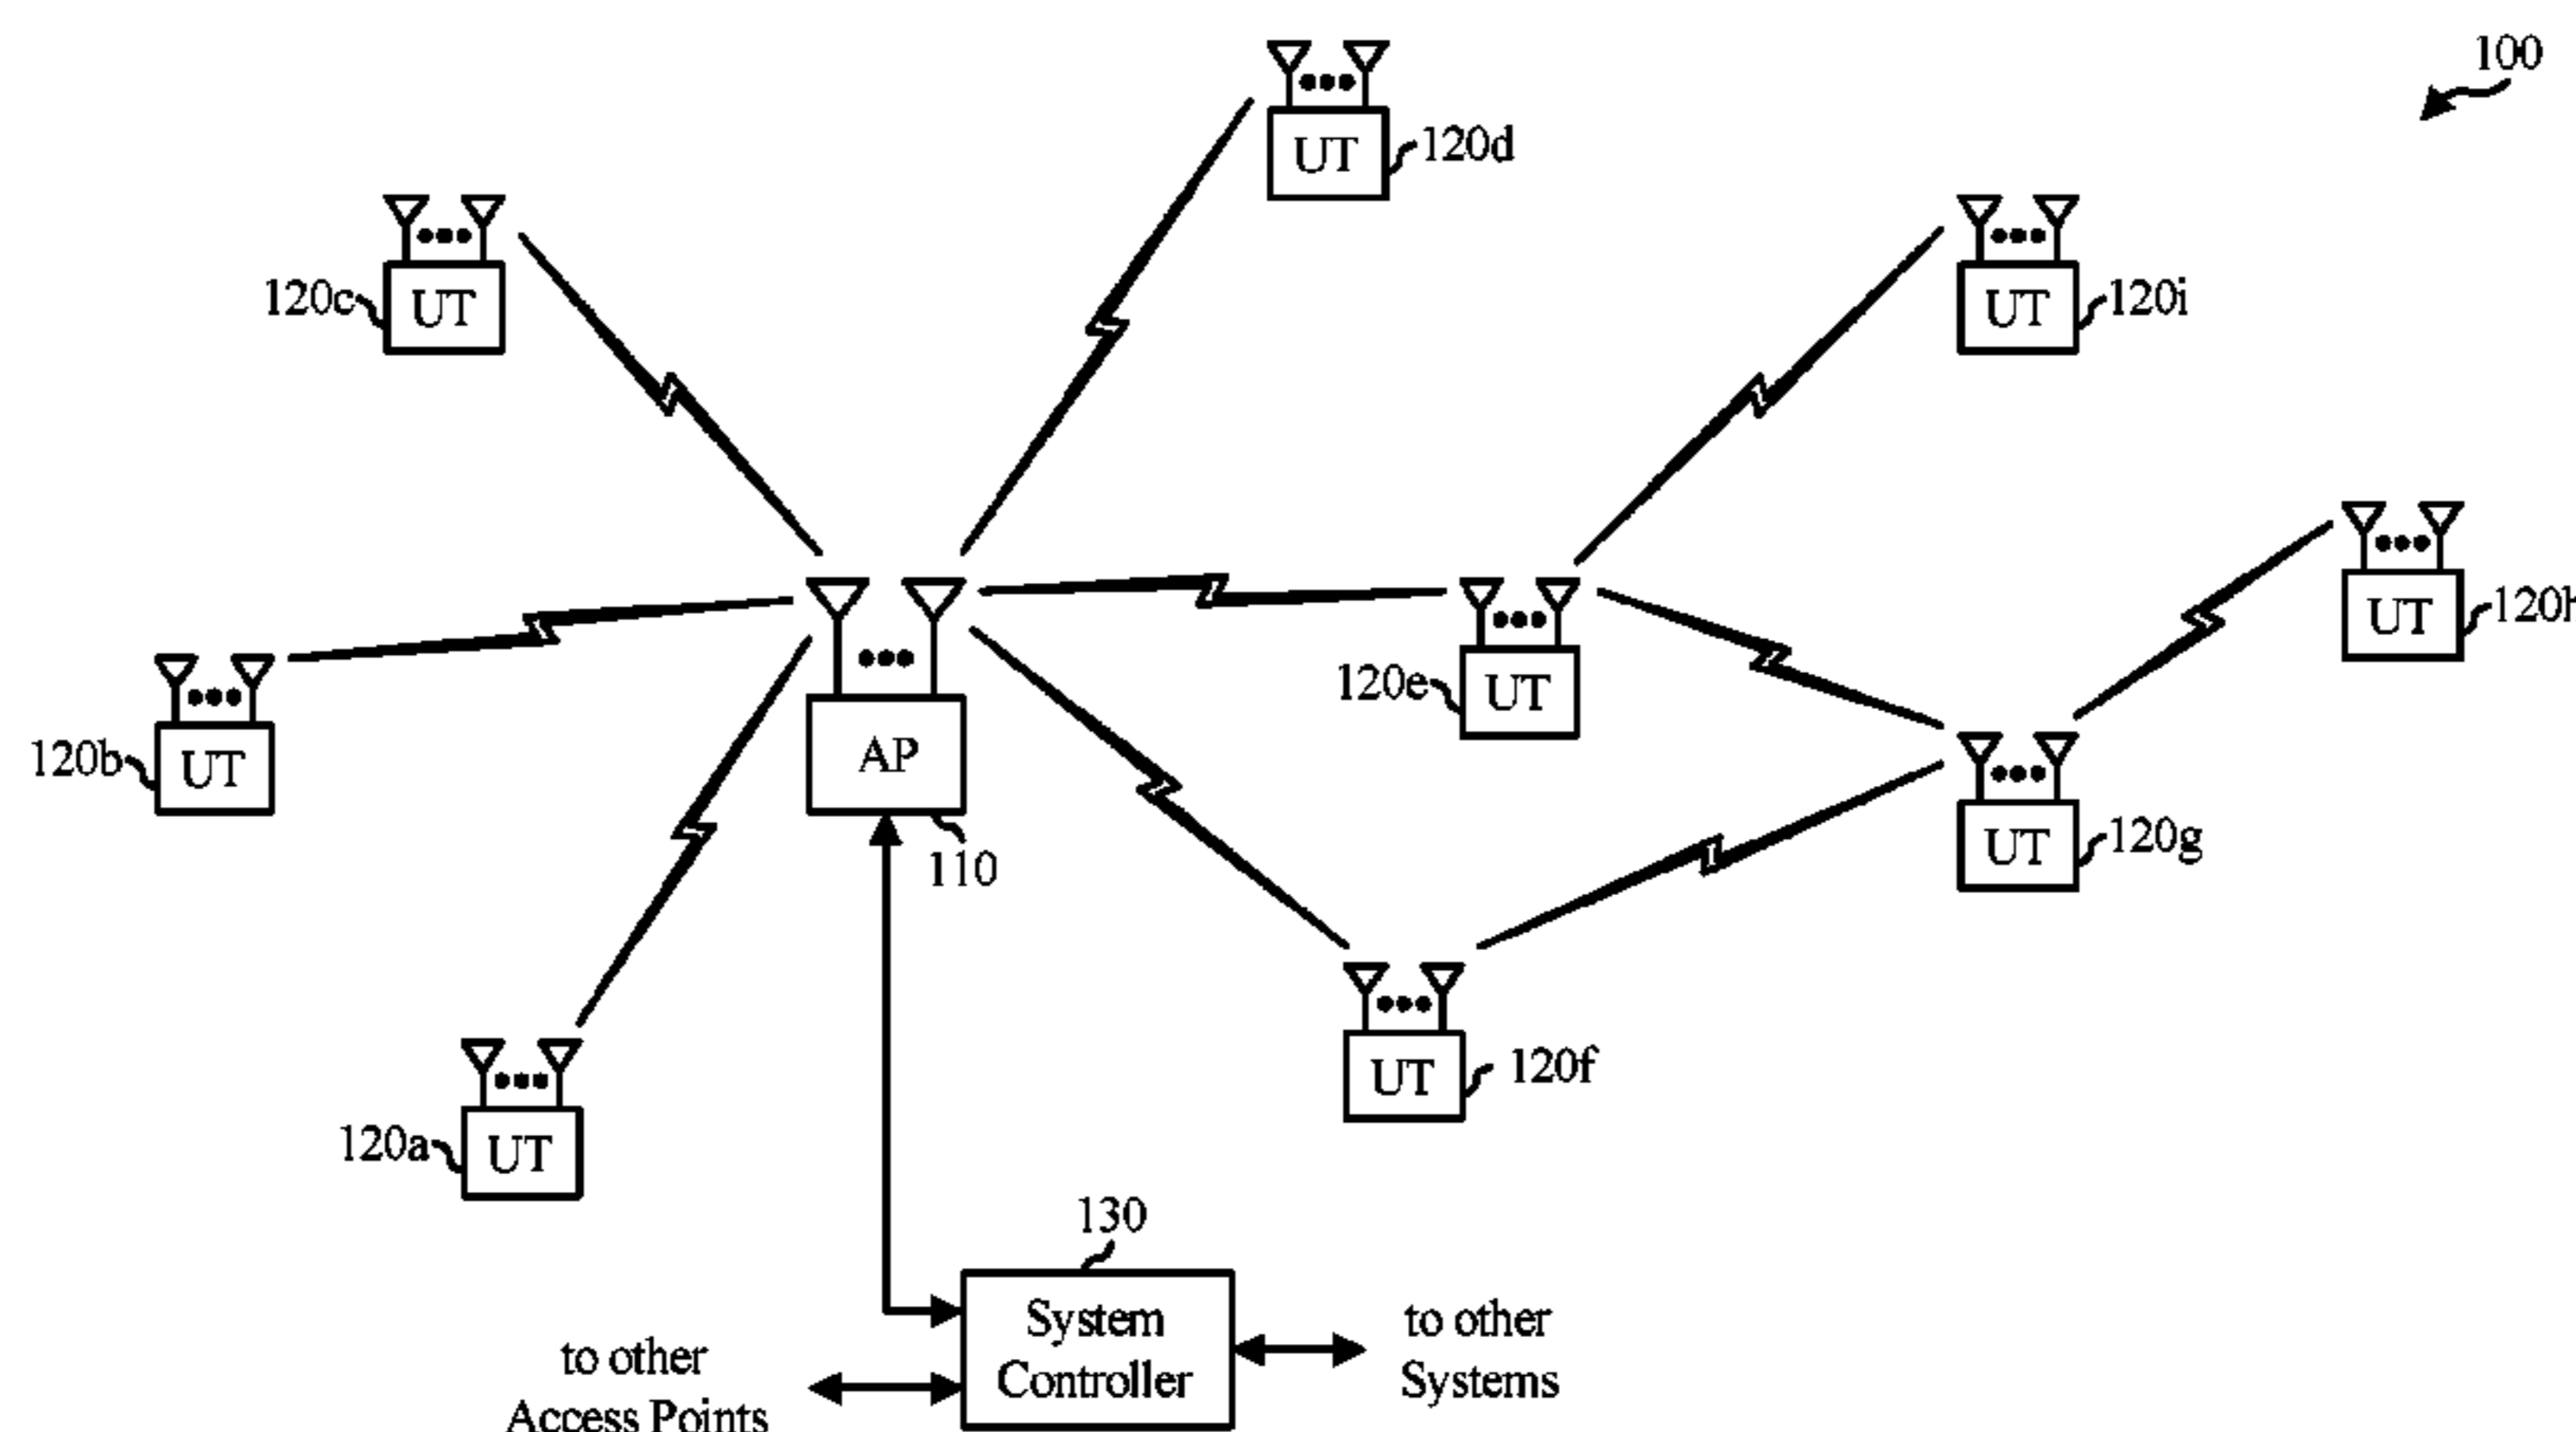 100
UT
120d
120c
UT
UT
120i
120e
UT
UT
120h
120b
UT
AP
110
UT
120g
120a
UT
UT
120f
130
System
Controller
to other
Access Points
to other
Systems